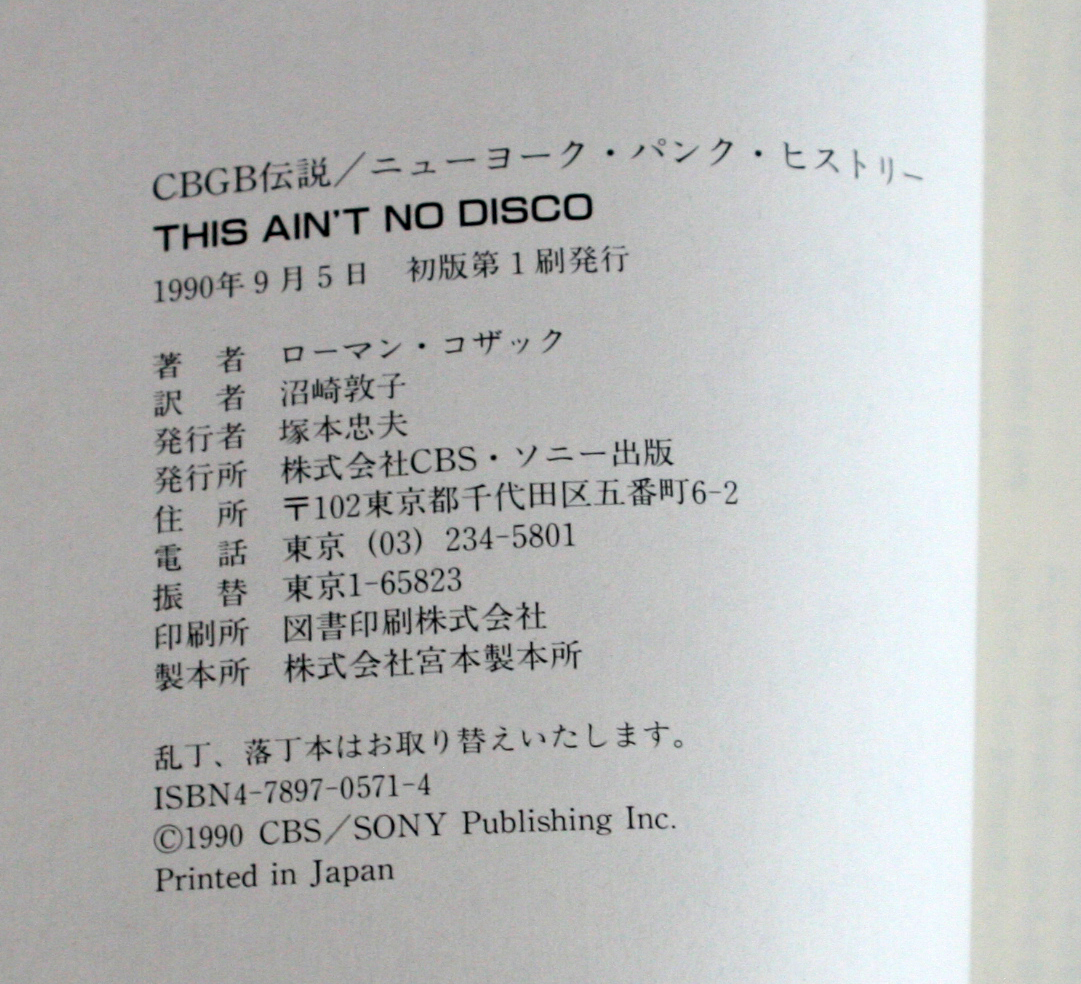 CBGB伝説／ニューヨーク・パンク・ヒストリー
THIS AIN'T NO DISCO
1990年9月5日　初版第1刷発行
著　者　ローマン・コザック
訳　者　沼崎敦子
発行者　塚本忠夫
発行所　株式会社CBS・ソニー出版
住　所　〒102東京都千代田区五番町6-2
電　話　東京（03）234-5801
振　替　東京1-65823
印刷所　図書印刷株式会社
製本所　株式会社宮本製本所
乱丁、落丁本はお取り替えいたします。
ISBN4-7897-0571-4
©1990 CBS／SONY Publishing Inc.
Printed in Japan